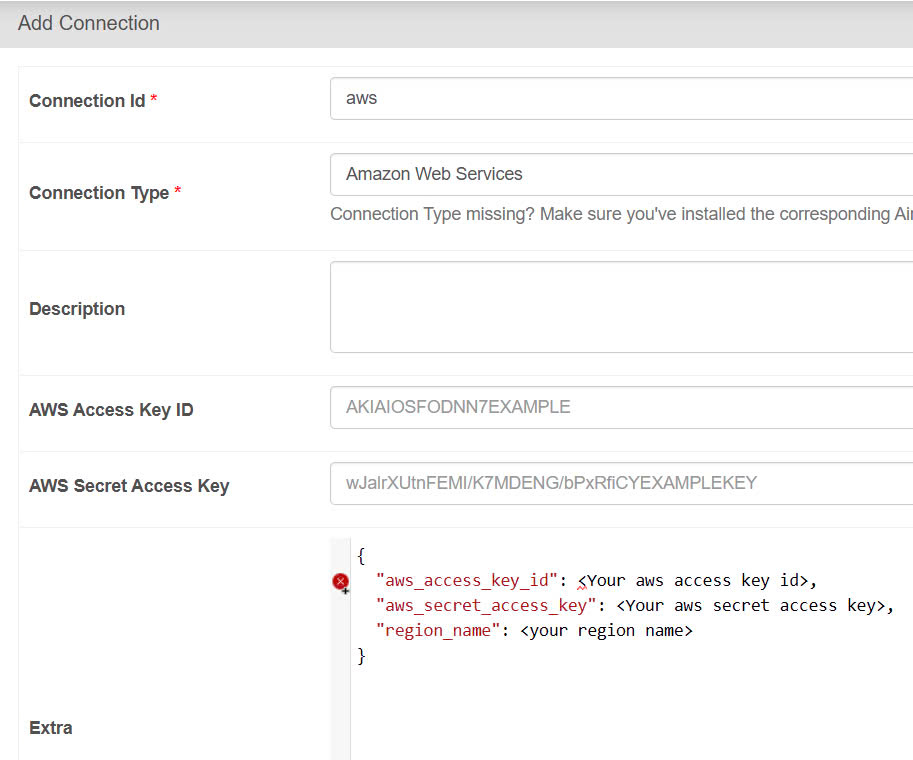 Add Connection
Connection Id *
aws
Connection Type *
Amazon Web Services
Connection Type missing? Make sure you've installed the corresponding Air
Description
AWS Access Key ID
AKIAIOSFODNN7EXAMPLE
AWS Secret Access Key
wJalrXUtnFEMI/K7MDENG/bPxRfiCYEXAMPLEKEY
Extra
{
"aws_access_key_id": <Your aws access key id>,
"aws_secret_access_key": <Your aws secret access key>,
"region_name": <your region name>
}